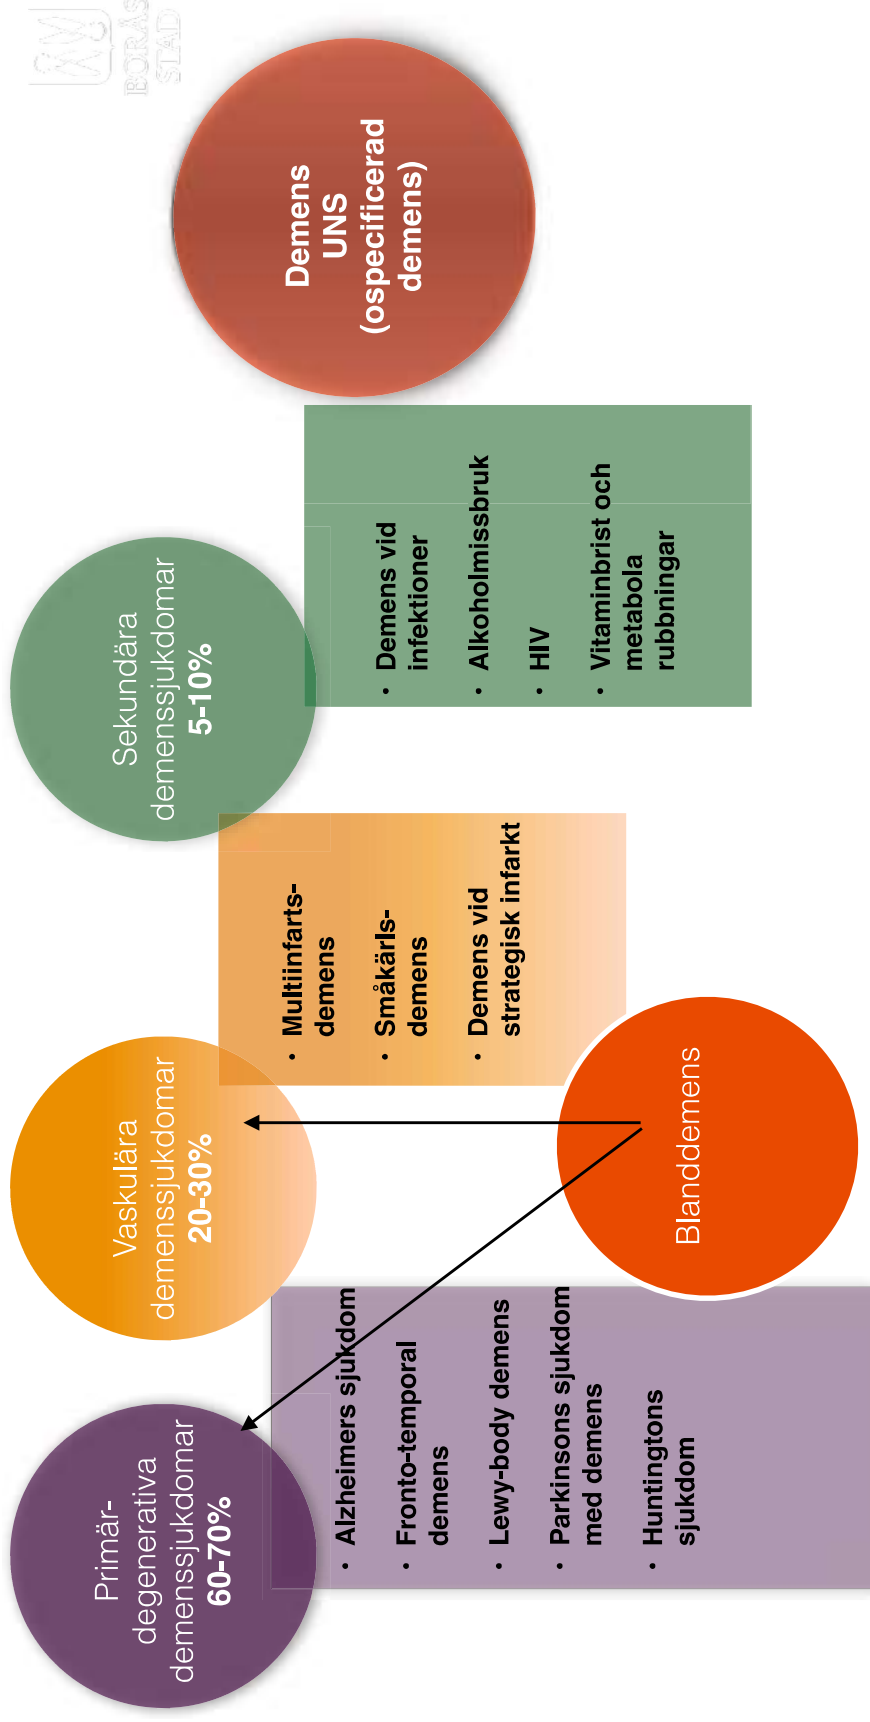 Primär-
degenerativa
demenssjukdomar
60-70%
• Alzheimers sjukdom
• Fronto-temporal
demens
• Lewy-body demens
• Parkinsons sjukdom
med demens
• Huntingtons
sjukdom
Vaskulära
demenssjukdomar
20-30%
• Multiinfarts-
demens
• Småkärls-
demens
• Demens vid
strategisk infarkt
Blanddemens
Sekundära
demenssjukdomar
5-10%
• Demens vid
infektioner
• Alkoholmissbruk
• HIV
• Vitaminbrist och
metabola
rubbningar
Demens
UNS
(ospecificerad
demens)
BORÅS
STAD